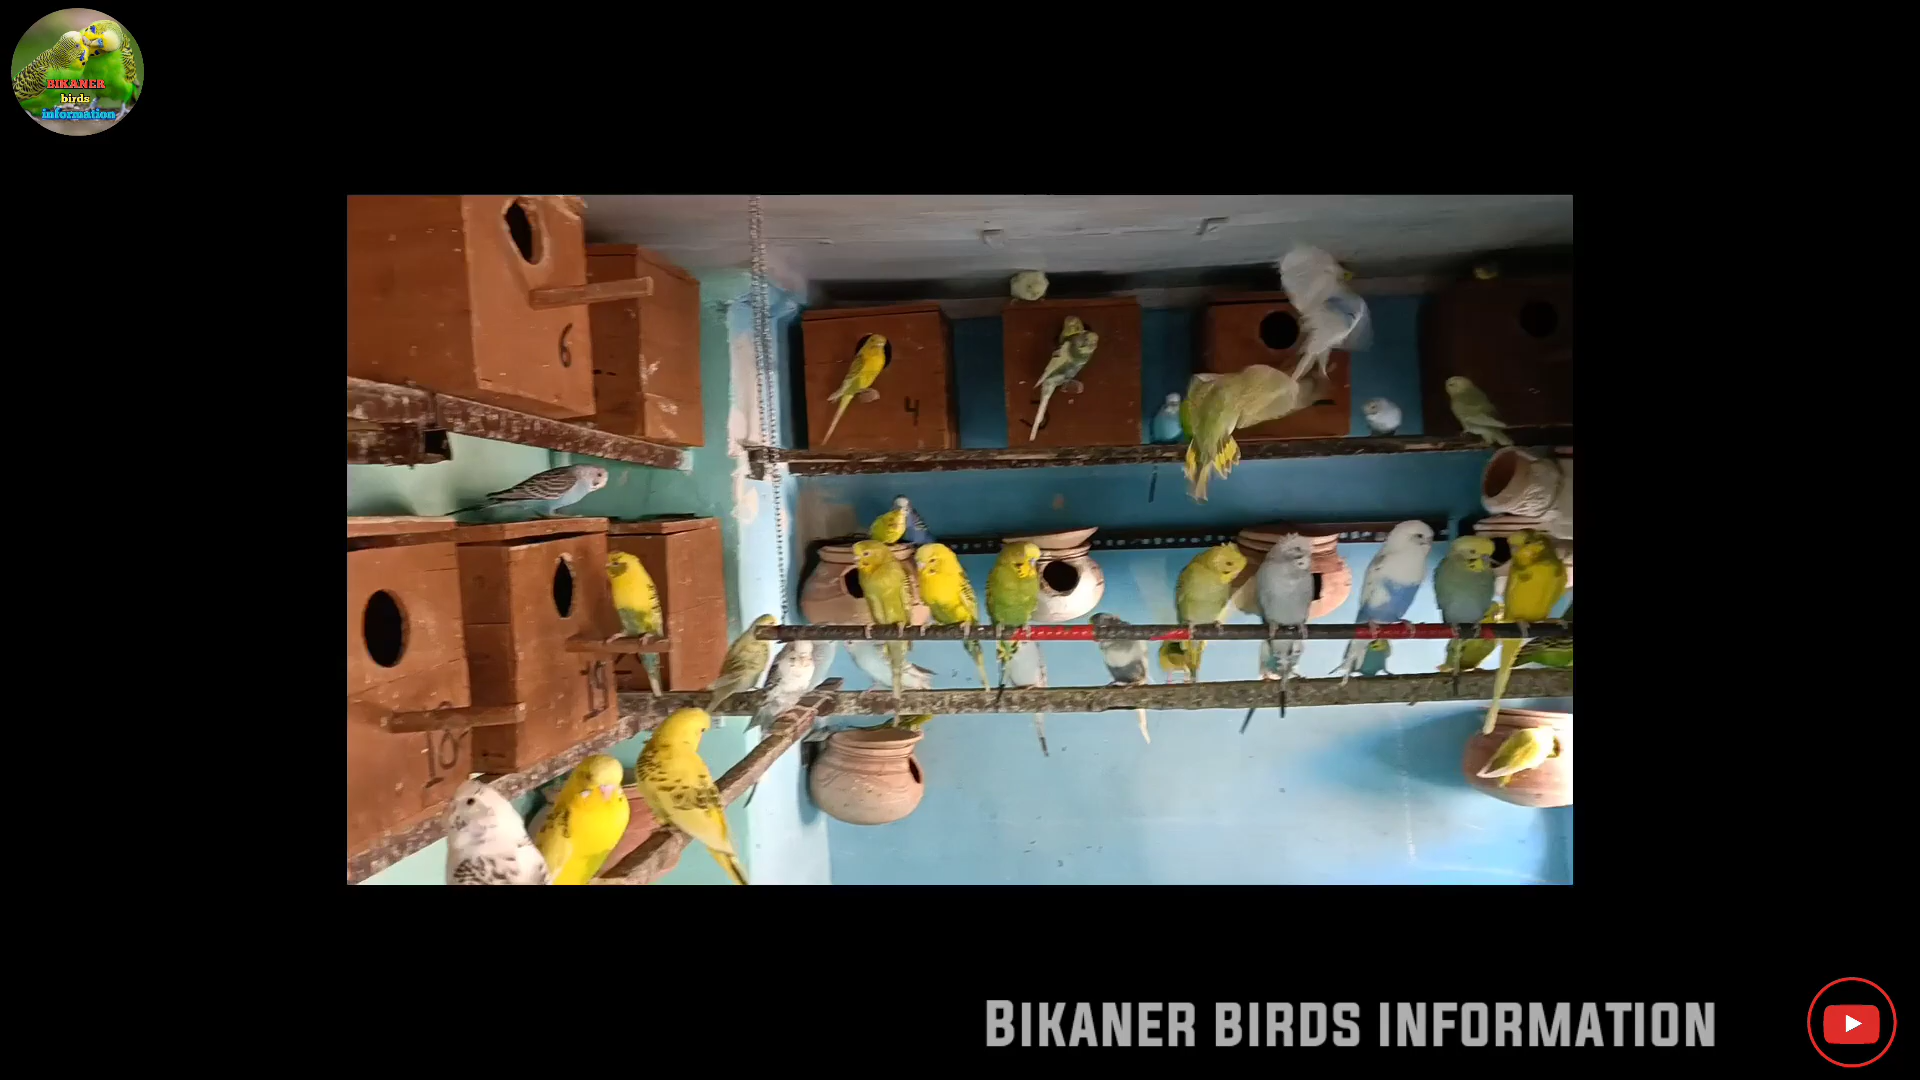 BIKANER
birds
information
6
4
19
10
BIKANER BIRDS INFORMATION